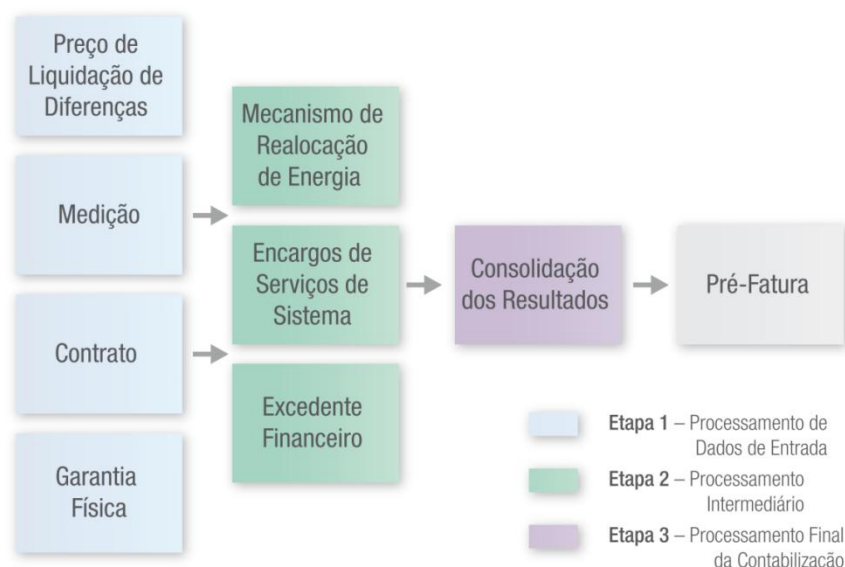 Preço de
Liquidação de
Diferenças
Medição
Contrato
Garantia
Física
Mecanismo de
Realocação
de Energia
Encargos de
Serviços de
Sistema
Excedente
Financeiro
Consolidação
dos Resultados
Pré-Fatura
Etapa 1 – Processamento de
Dados de Entrada
Etapa 2 – Processamento
Intermediário
Etapa 3 – Processamento Final
da Contabilização